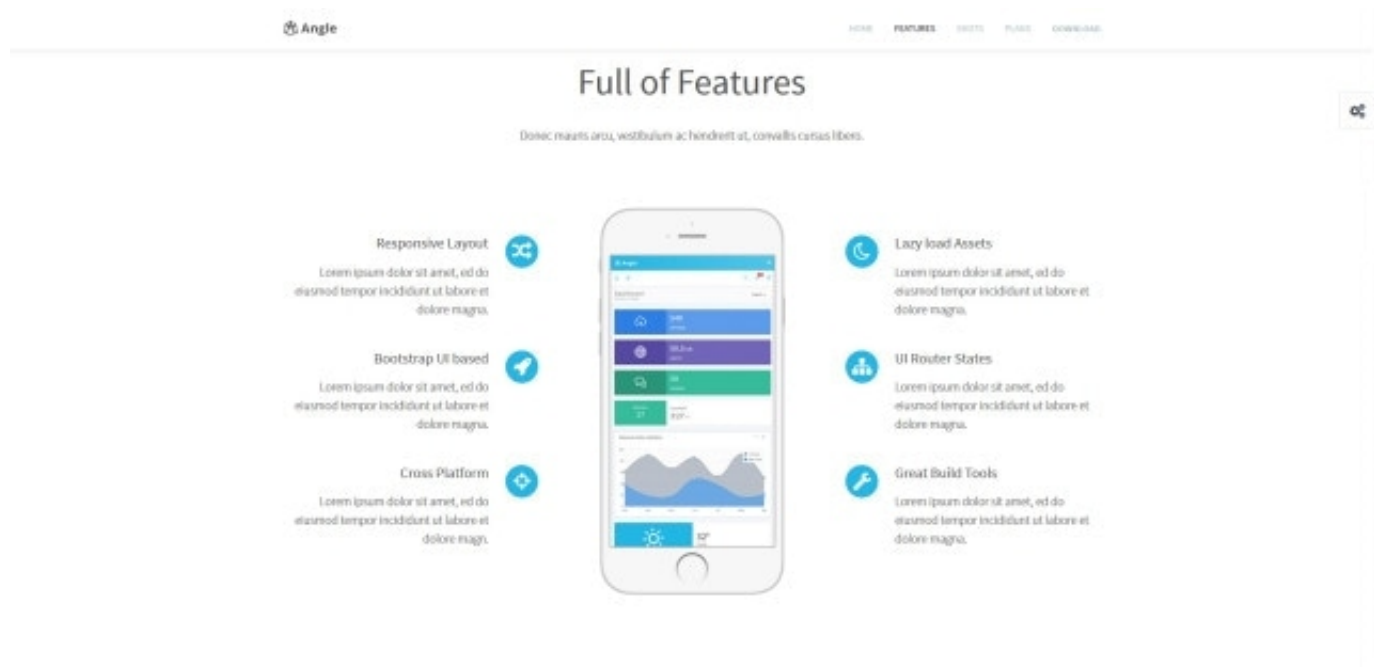 Angle
HOME FEATURES SHOTS PLANS DOWNLOAD
Full of Features
Donec mauris arcu, vestibulum ac hendrerit ut, convallis cursus libero.
Responsive Layout
Lorem ipsum dolor sit amet, ed do
eiusmod tempor incididunt ut labore et
dolore magna.
Bootstrap UI based
Lorem ipsum dolor sit amet, ed do
eiusmod tempor incididunt ut labore et
dolore magna.
Cross Platform
Lorem ipsum dolor sit amet, ed do
eiusmod tempor incididunt ut labore et
dolore magn.
Angle
Lazy load Assets
Lorem ipsum dolor sit amet, ed do
eiusmod tempor incididunt ut labore et
dolore magna.
UI Router States
Lorem ipsum dolor sit amet, ed do
eiusmod tempor incididunt ut labore et
dolore magna.
Great Build Tools
Lorem ipsum dolor sit amet, ed do
eiusmod tempor incididunt ut labore et
dolore magna.